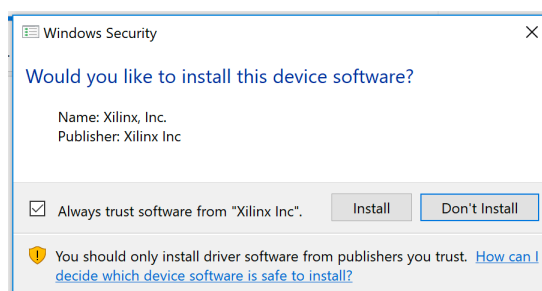 Windows Security
Would you like to install this device software?
Name: Xilinx, Inc.
Publisher: Xilinx Inc
Always trust software from "Xilinx Inc".
Install
Don't Install
You should only install driver software from publishers you trust. How can I
decide which device software is safe to install?